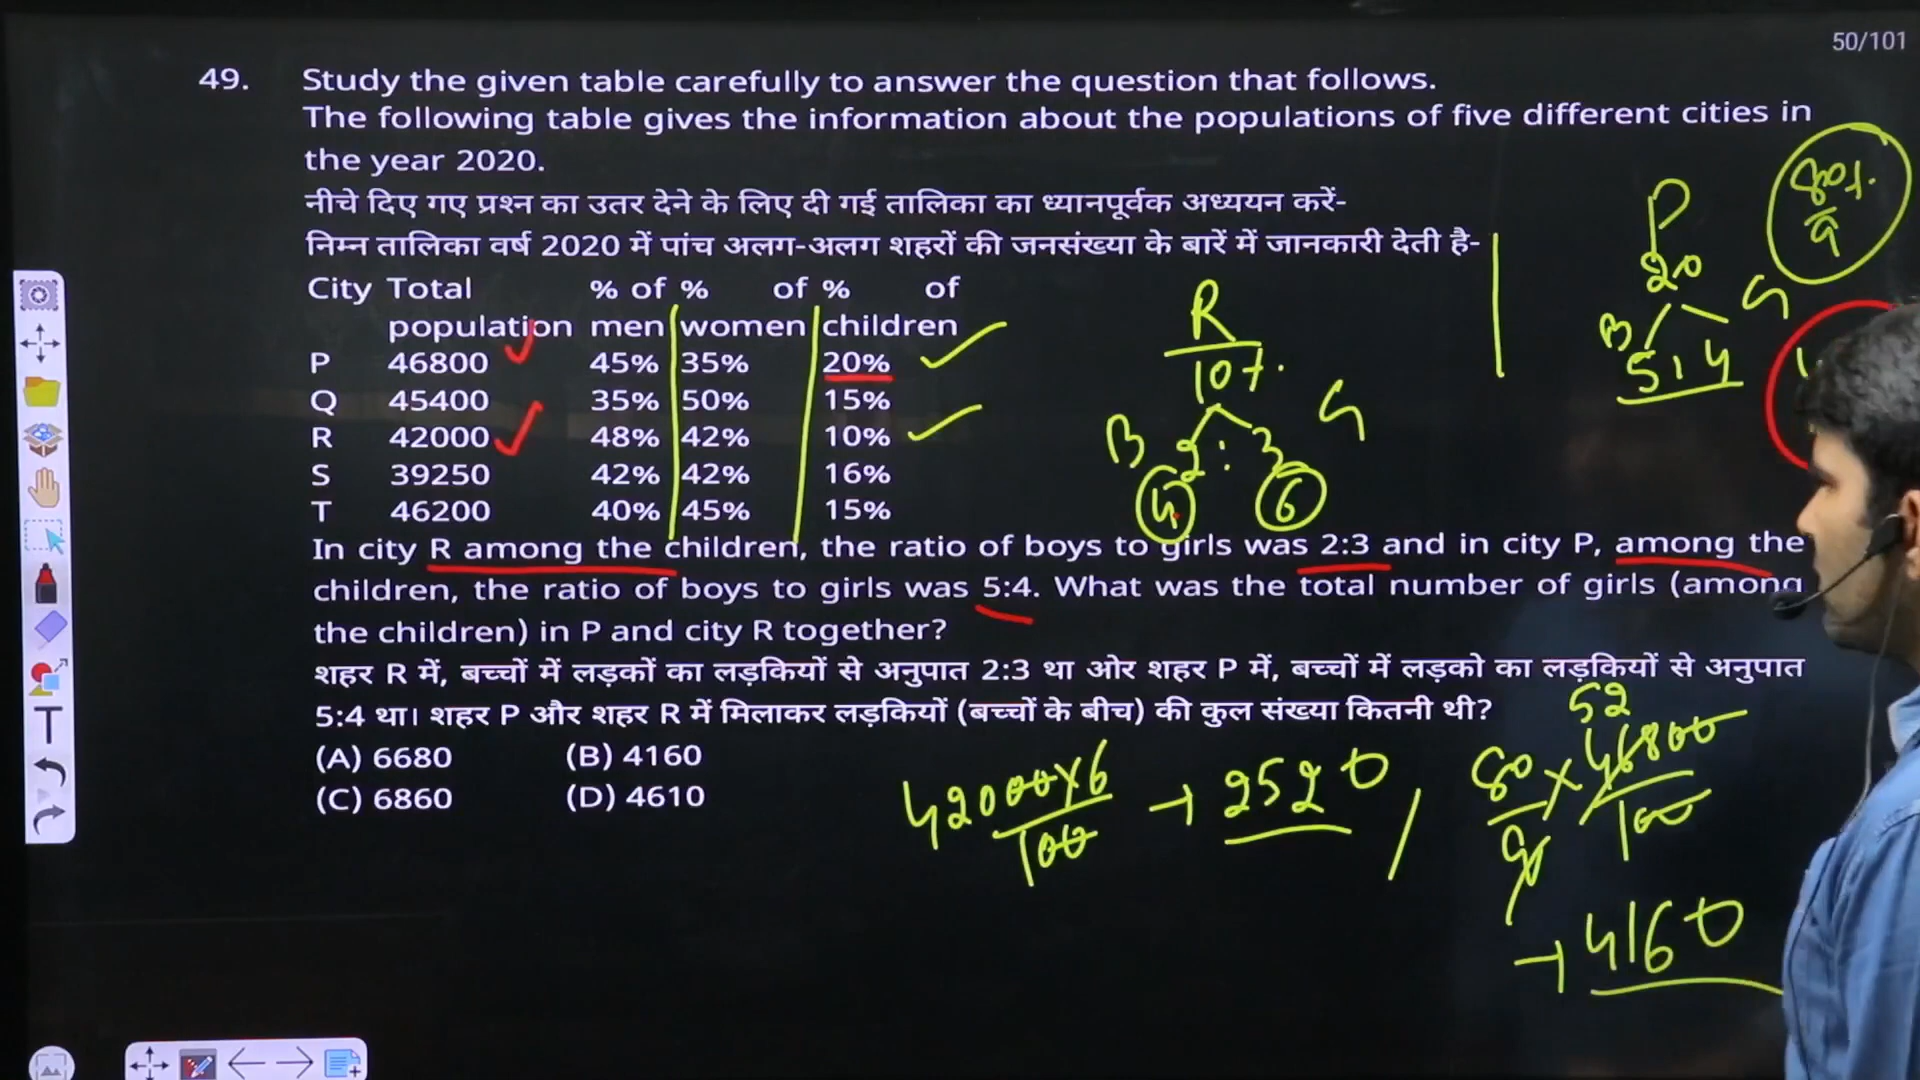 50/101
49. Study the given table carefully to answer the question that follows.
The following table gives the information about the populations of five different cities in
the year 2020.
नीचे दिए गए प्रश्न का उतर देने के लिए दी गई तालिका का ध्यानपूर्वक अध्ययन करें-
निम्न तालिका वर्ष 2020 में पांच अलग-अलग शहरों की जनसंख्या के बारें में जानकारी देती है-
City Total % of % of % of
population men women children
P 46800 45% 35% 20%
Q 45400 35% 50% 15%
R 42000 48% 42% 10%
S 39250 42% 42% 16%
T 46200 40% 45% 15%
In city R among the children, the ratio of boys to girls was 2:3 and in city P, among the
children, the ratio of boys to girls was 5:4. What was the total number of girls (among
the children) in P and city R together?
शहर R में, बच्चों में लड़कों का लड़कियों से अनुपात 2:3 था ओर शहर P में, बच्चों में लड़को का लड़कियों से अनुपात
5:4 था। शहर P और शहर R में मिलाकर लड़कियों (बच्चों के बीच) की कुल संख्या कितनी थी?
(A) 6680 (B) 4160
(C) 6860 (D) 4610
R
10%
B G
2 : 3
4 6
P
20
B G
5 : 4
80%
9
42000×6
100
→ 2520 /
52
80 × 46800
9 100
→ 4160